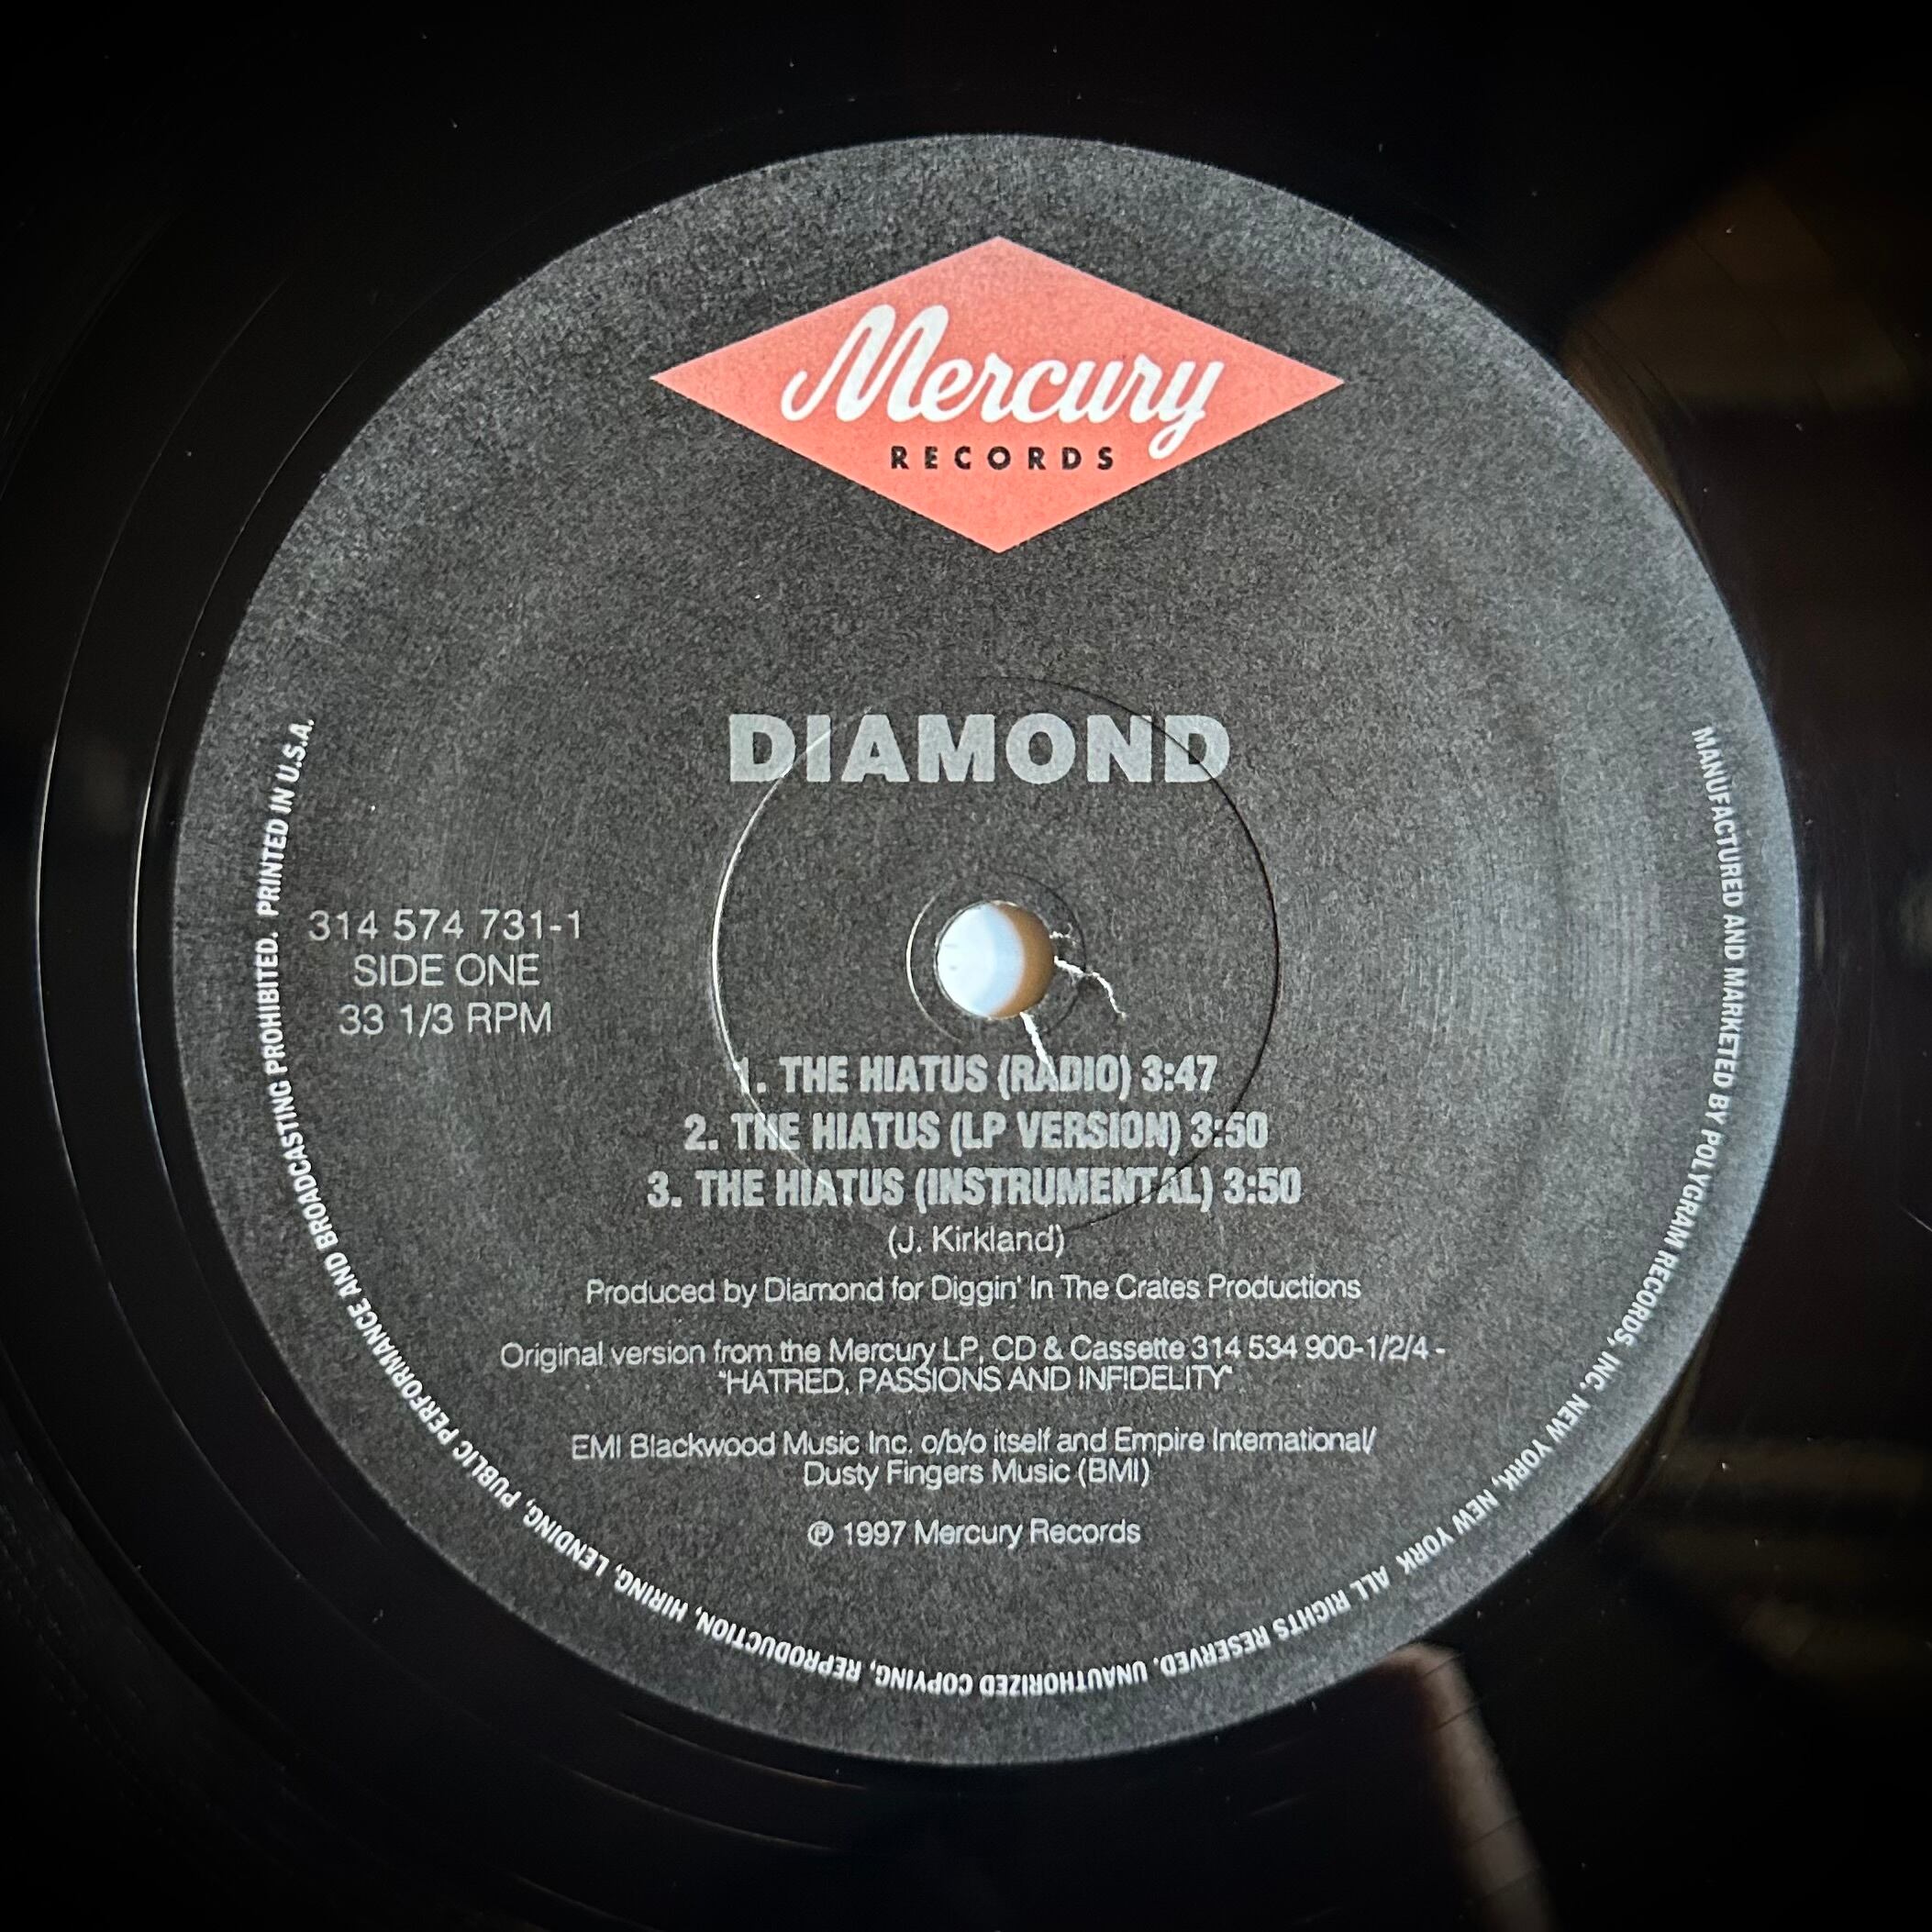 Mercury
RECORDS
DIAMOND
314 574 731-1
SIDE ONE
33 1/3 RPM
1. THE HIATUS (RADIO) 3:47
2. THE HIATUS (LP VERSION) 3:50
3. THE HIATUS (INSTRUMENTAL) 3:50
(J. Kirkland)
Produced by Diamond for Diggin' In The Crates Productions
Original version from the Mercury LP, CD & Cassette 314 534 900-1/2/4 -
"HATRED, PASSIONS AND INFIDELITY"
EMI Blackwood Music Inc. o/b/o itself and Empire International/
Dusty Fingers Music (BMI)
℗ 1997 Mercury Records
MANUFACTURED AND MARKETED BY POLYGRAM RECORDS, INC. NEW YORK, NEW YORK ALL RIGHTS RESERVED. UNAUTHORIZED COPYING, REPRODUCTION, HIRING, LENDING, PUBLIC PERFORMANCE AND BROADCASTING PROHIBITED. PRINTED IN U.S.A.